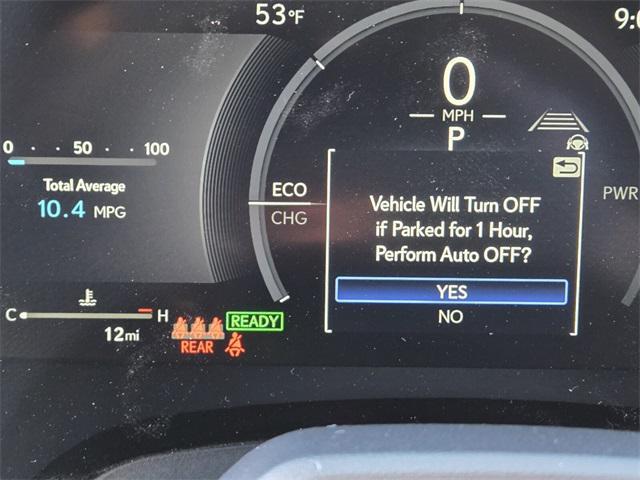 53°F
9:0
0
MPH
P
0 50 100
Total Average
10.4 MPG
ECO
CHG
PWR
Vehicle Will Turn OFF
if Parked for 1 Hour,
Perform Auto OFF?
YES
NO
C H
12mi
READY
REAR